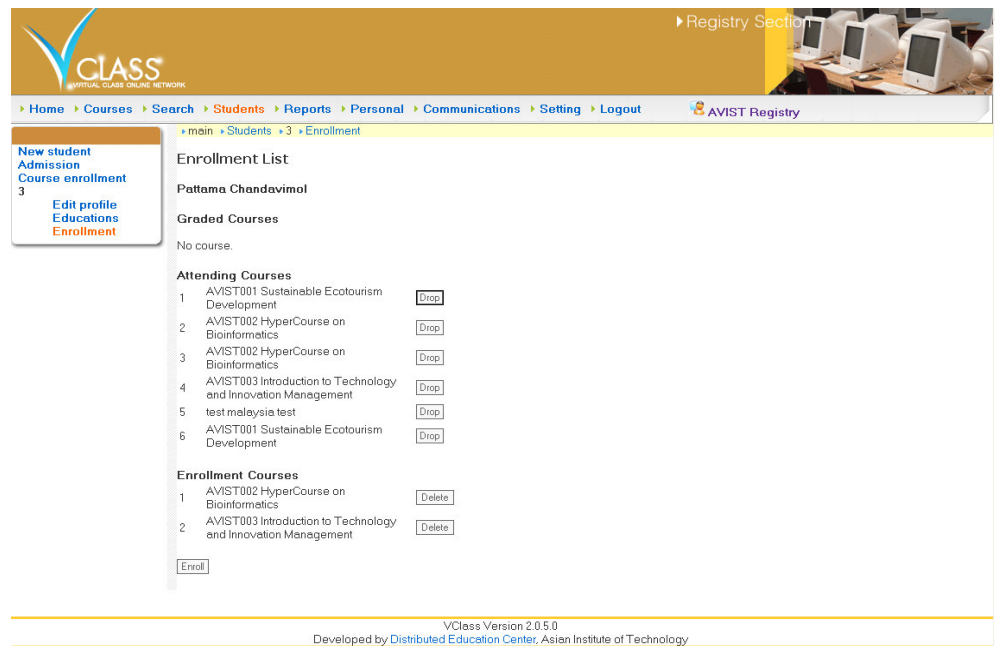 Registry Section
VCLASS
VIRTUAL CLASS ONLINE NETWORK
Home Courses Search Students Reports Personal Communications Setting Logout AVIST Registry
main Students 3 Enrollment
New student
Admission
Course enrollment
3
Edit profile
Educations
Enrollment
Enrollment List
Pattama Chandavimol
Graded Courses
No course.
Attending Courses
1 AVIST001 Sustainable Ecotourism
Development Drop
2 AVIST002 HyperCourse on
Bioinformatics Drop
3 AVIST002 HyperCourse on
Bioinformatics Drop
4 AVIST003 Introduction to Technology
and Innovation Management Drop
5 test malaysia test Drop
6 AVIST001 Sustainable Ecotourism
Development Drop
Enrollment Courses
1 AVIST002 HyperCourse on
Bioinformatics Delete
2 AVIST003 Introduction to Technology
and Innovation Management Delete
Enroll
VClass Version 2.0.5.0
Developed by Distributed Education Center, Asian Institute of Technology